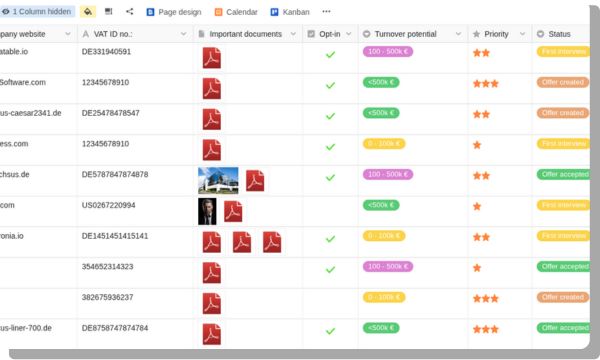 1 Column hidden Page design Calendar Kanban
pany website VAT ID no.: Important documents Opt-in Turnover potential Priority Status
atable.io DE331940591 100 - 500k € First interview
Software.com 12345678910 <500k € Offer created
us-caesar2341.de DE25478478547 <500k € Offer created
ess.com 12345678910 0 - 100k € First interview
chsus.de DE5787847874878 100 - 500k € Offer accepted
.com US0267220994 <500k € First interview
ronia.io DE1451451415141 0 - 100k € First interview
354652314323 100 - 500k € Offer accepted
382675936237 0 - 100k € Offer created
us-liner-700.de DE8758747874784 <500k € Offer accepted